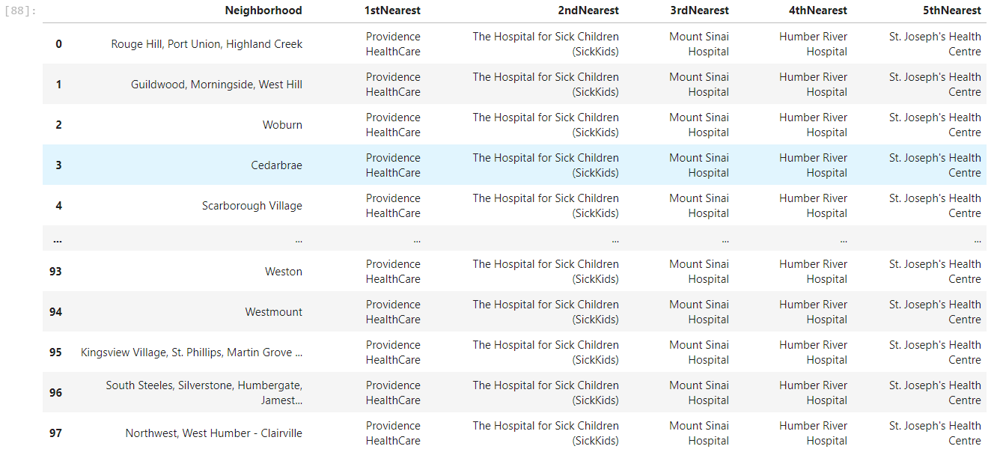 [88]:
Neighborhood 1stNearest 2ndNearest 3rdNearest 4thNearest 5thNearest
0 Rouge Hill, Port Union, Highland Creek Providence HealthCare The Hospital for Sick Children (SickKids) Mount Sinai Hospital Humber River Hospital St. Joseph's Health Centre
1 Guildwood, Morningside, West Hill Providence HealthCare The Hospital for Sick Children (SickKids) Mount Sinai Hospital Humber River Hospital St. Joseph's Health Centre
2 Woburn Providence HealthCare The Hospital for Sick Children (SickKids) Mount Sinai Hospital Humber River Hospital St. Joseph's Health Centre
3 Cedarbrae Providence HealthCare The Hospital for Sick Children (SickKids) Mount Sinai Hospital Humber River Hospital St. Joseph's Health Centre
4 Scarborough Village Providence HealthCare The Hospital for Sick Children (SickKids) Mount Sinai Hospital Humber River Hospital St. Joseph's Health Centre
... ... ... ... ... ... ...
93 Weston Providence HealthCare The Hospital for Sick Children (SickKids) Mount Sinai Hospital Humber River Hospital St. Joseph's Health Centre
94 Westmount Providence HealthCare The Hospital for Sick Children (SickKids) Mount Sinai Hospital Humber River Hospital St. Joseph's Health Centre
95 Kingsview Village, St. Phillips, Martin Grove ... Providence HealthCare The Hospital for Sick Children (SickKids) Mount Sinai Hospital Humber River Hospital St. Joseph's Health Centre
96 South Steeles, Silverstone, Humbergate, Jamest... Providence HealthCare The Hospital for Sick Children (SickKids) Mount Sinai Hospital Humber River Hospital St. Joseph's Health Centre
97 Northwest, West Humber - Clairville Providence HealthCare The Hospital for Sick Children (SickKids) Mount Sinai Hospital Humber River Hospital St. Joseph's Health Centre